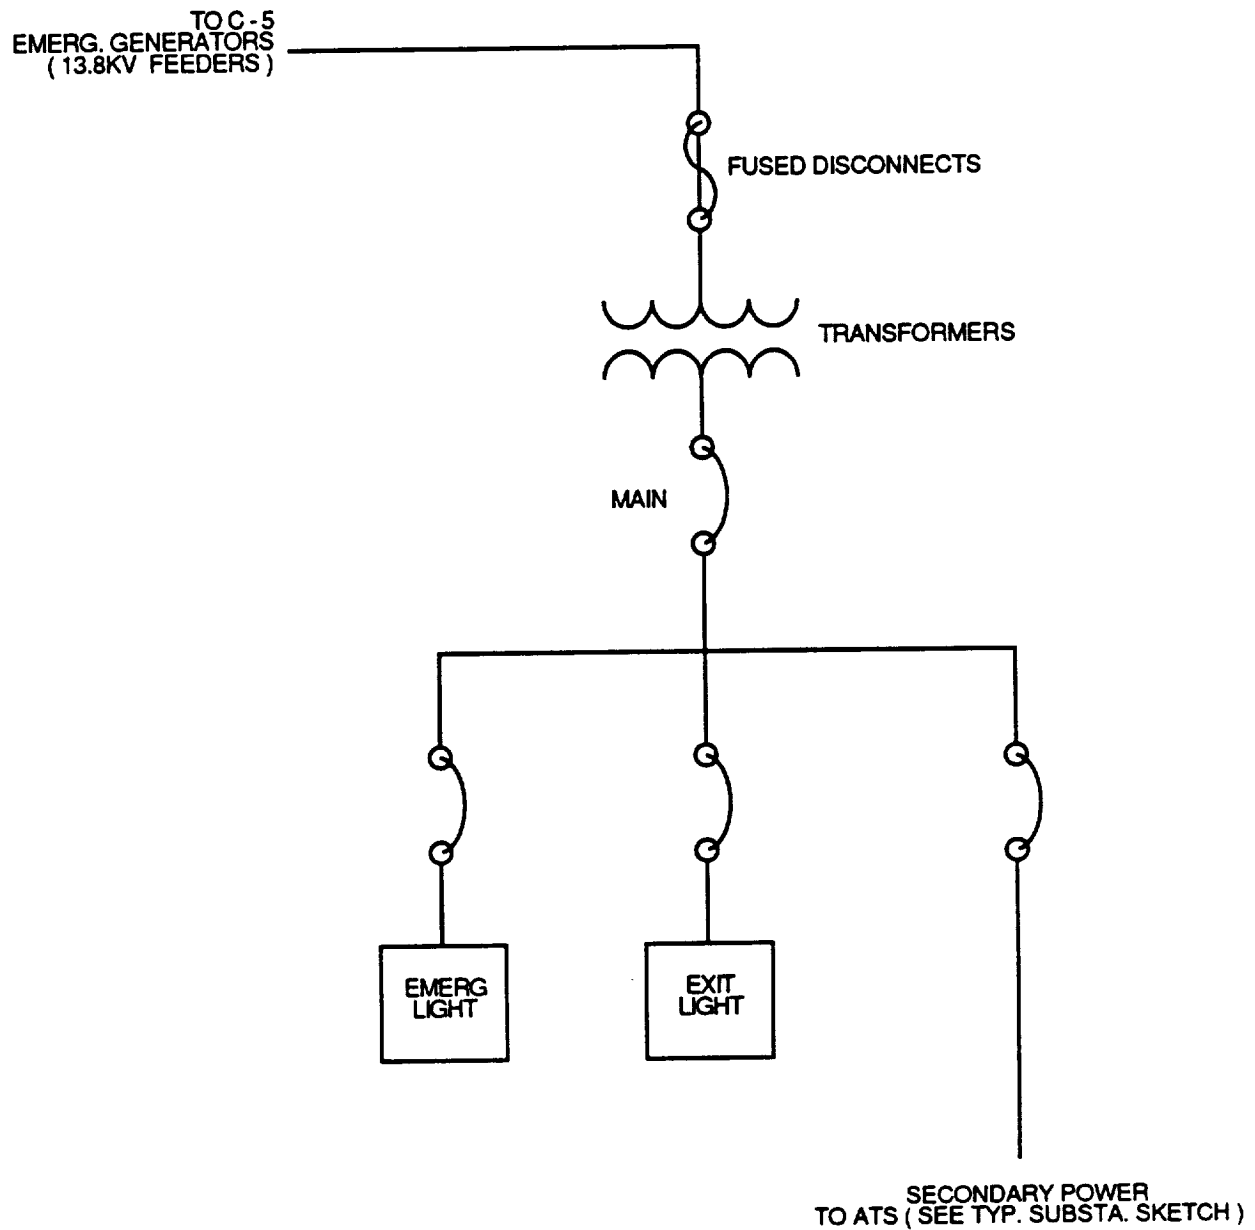 TO C-5
EMERG. GENERATORS
( 13.8KV FEEDERS )
FUSED DISCONNECTS
TRANSFORMERS
MAIN
EMERG
LIGHT
EXIT
LIGHT
SECONDARY POWER
TO ATS ( SEE TYP. SUBSTA. SKETCH )